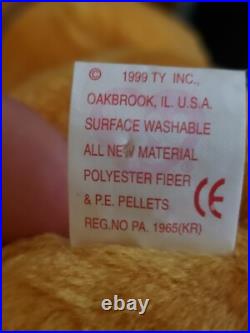 © 1999 TY INC.,
OAKBROOK, IL. U.S.A.
SURFACE WASHABLE
ALL NEW MATERIAL
POLYESTER FIBER
& P.E. PELLETS CE
REG.NO PA. 1965(KR)